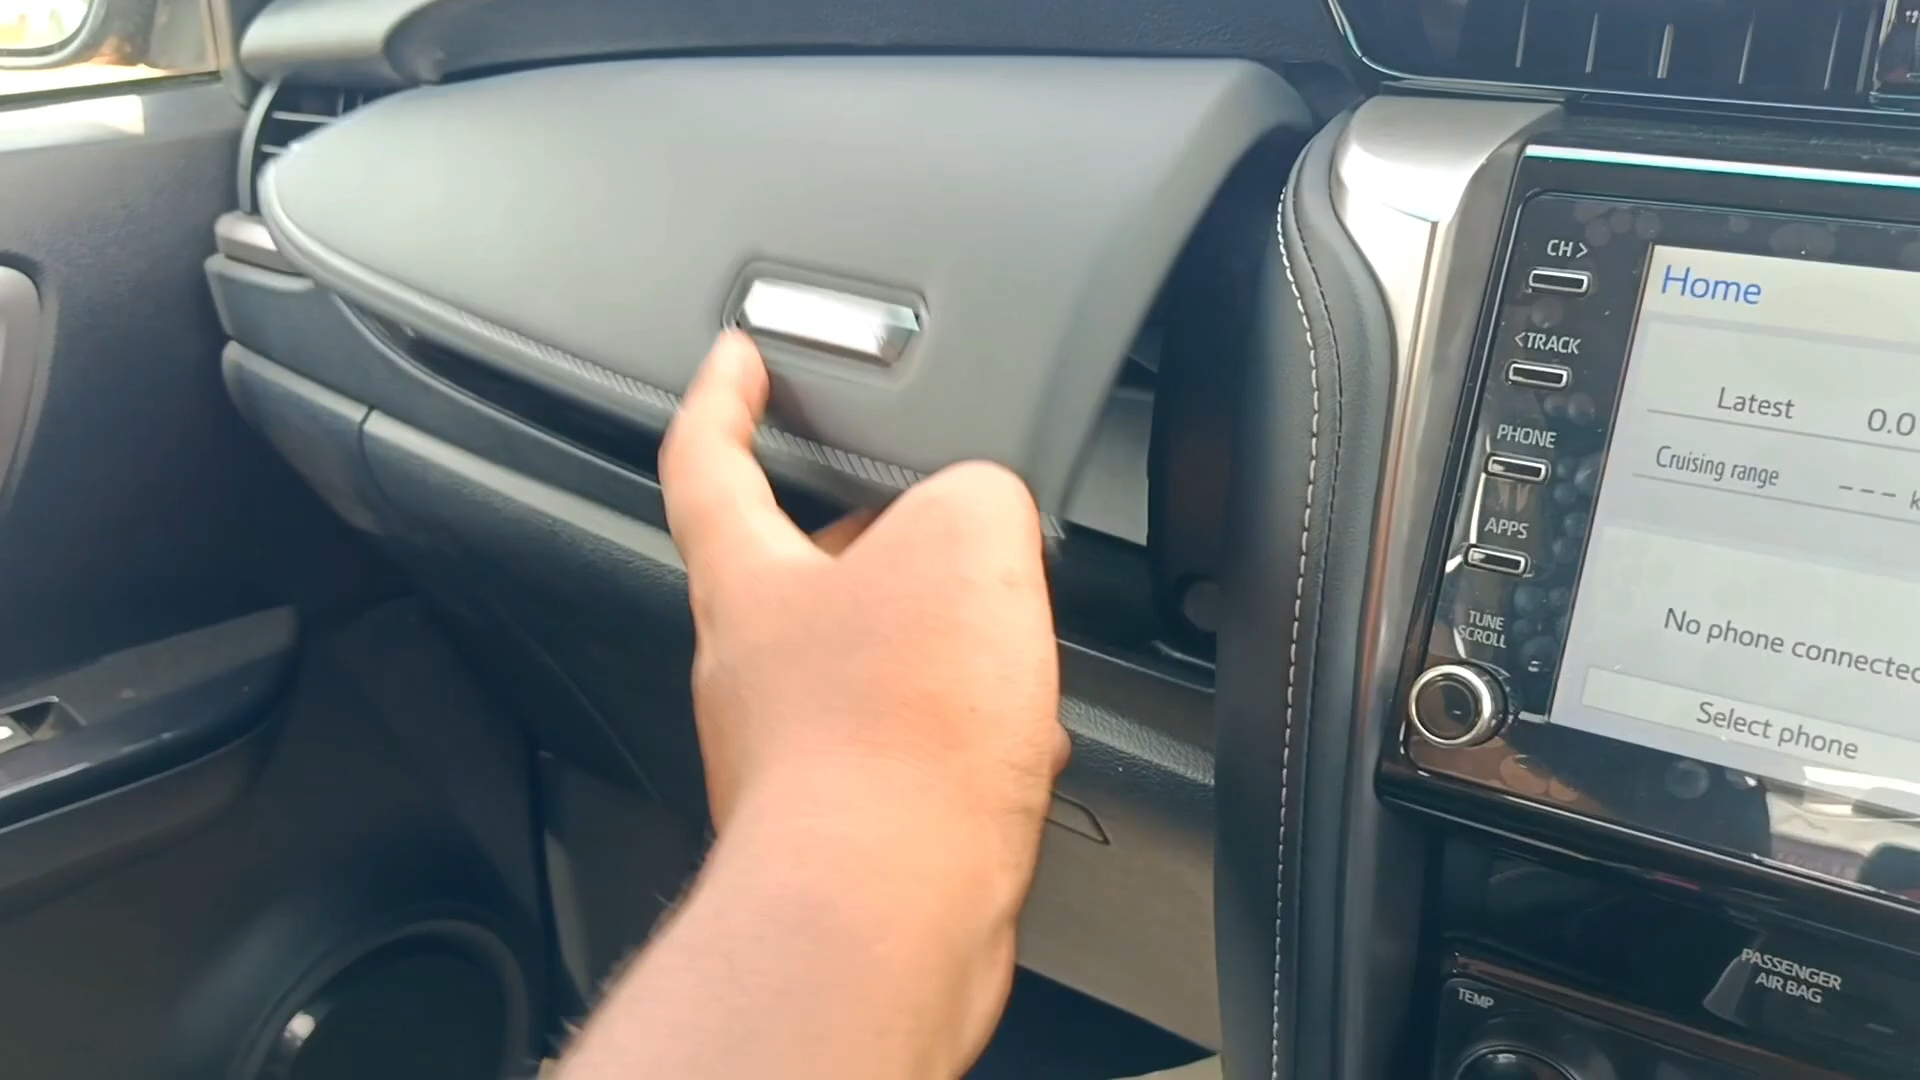 CH >
<TRACK
PHONE
APPS
TUNE
SCROLL
Home
Latest 0.0
Cruising range --- k
No phone connected
Select phone
PASSENGER
AIR BAG
TEMP